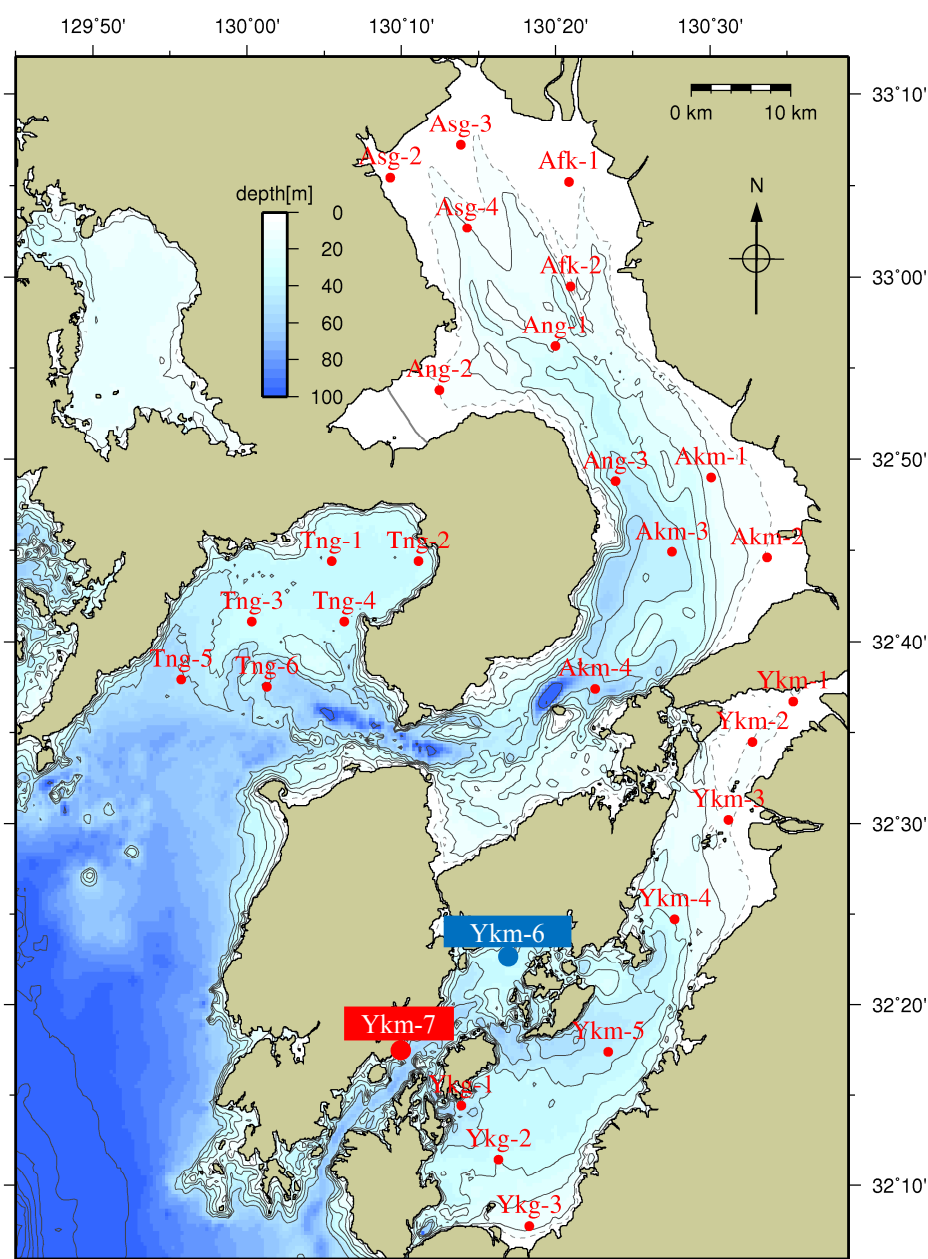 129˚50' 130˚00' 130˚10' 130˚20' 130˚30'
33˚10'
0 km 10 km
Asg-3
Asg-2
Afk-1
depth[m]
N
0
20
40
60
80
100
Asg-4
Afk-2
33˚00'
Ang-1
Ang-2
32˚50'
Ang-3
Akm-1
Akm-3
Akm-2
Tng-1
Tng-2
Tng-3
Tng-4
32˚40'
Tng-5
Tng-6
Akm-4
Ykm-1
Ykm-2
Ykm-3
32˚30'
Ykm-4
Ykm-6
32˚20'
Ykm-7
Ykm-5
Ykg-1
Ykg-2
32˚10'
Ykg-3